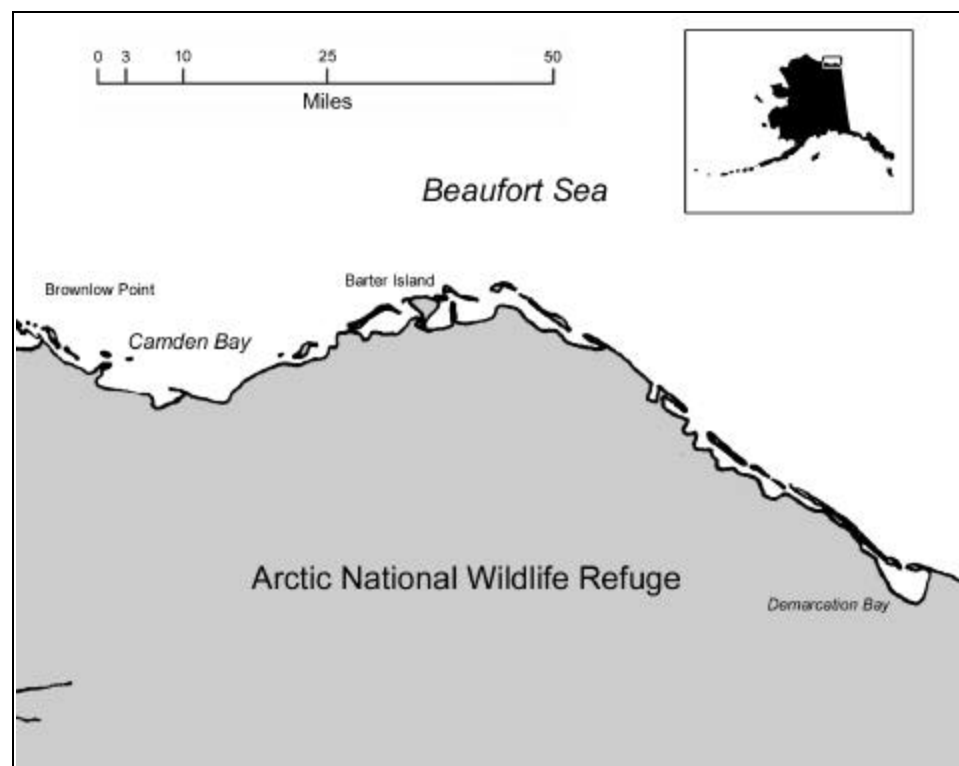 0 3 10 25 50
Miles
Beaufort Sea
Barter Island
Brownlow Point
Camden Bay
Arctic National Wildlife Refuge
Demarcation Bay